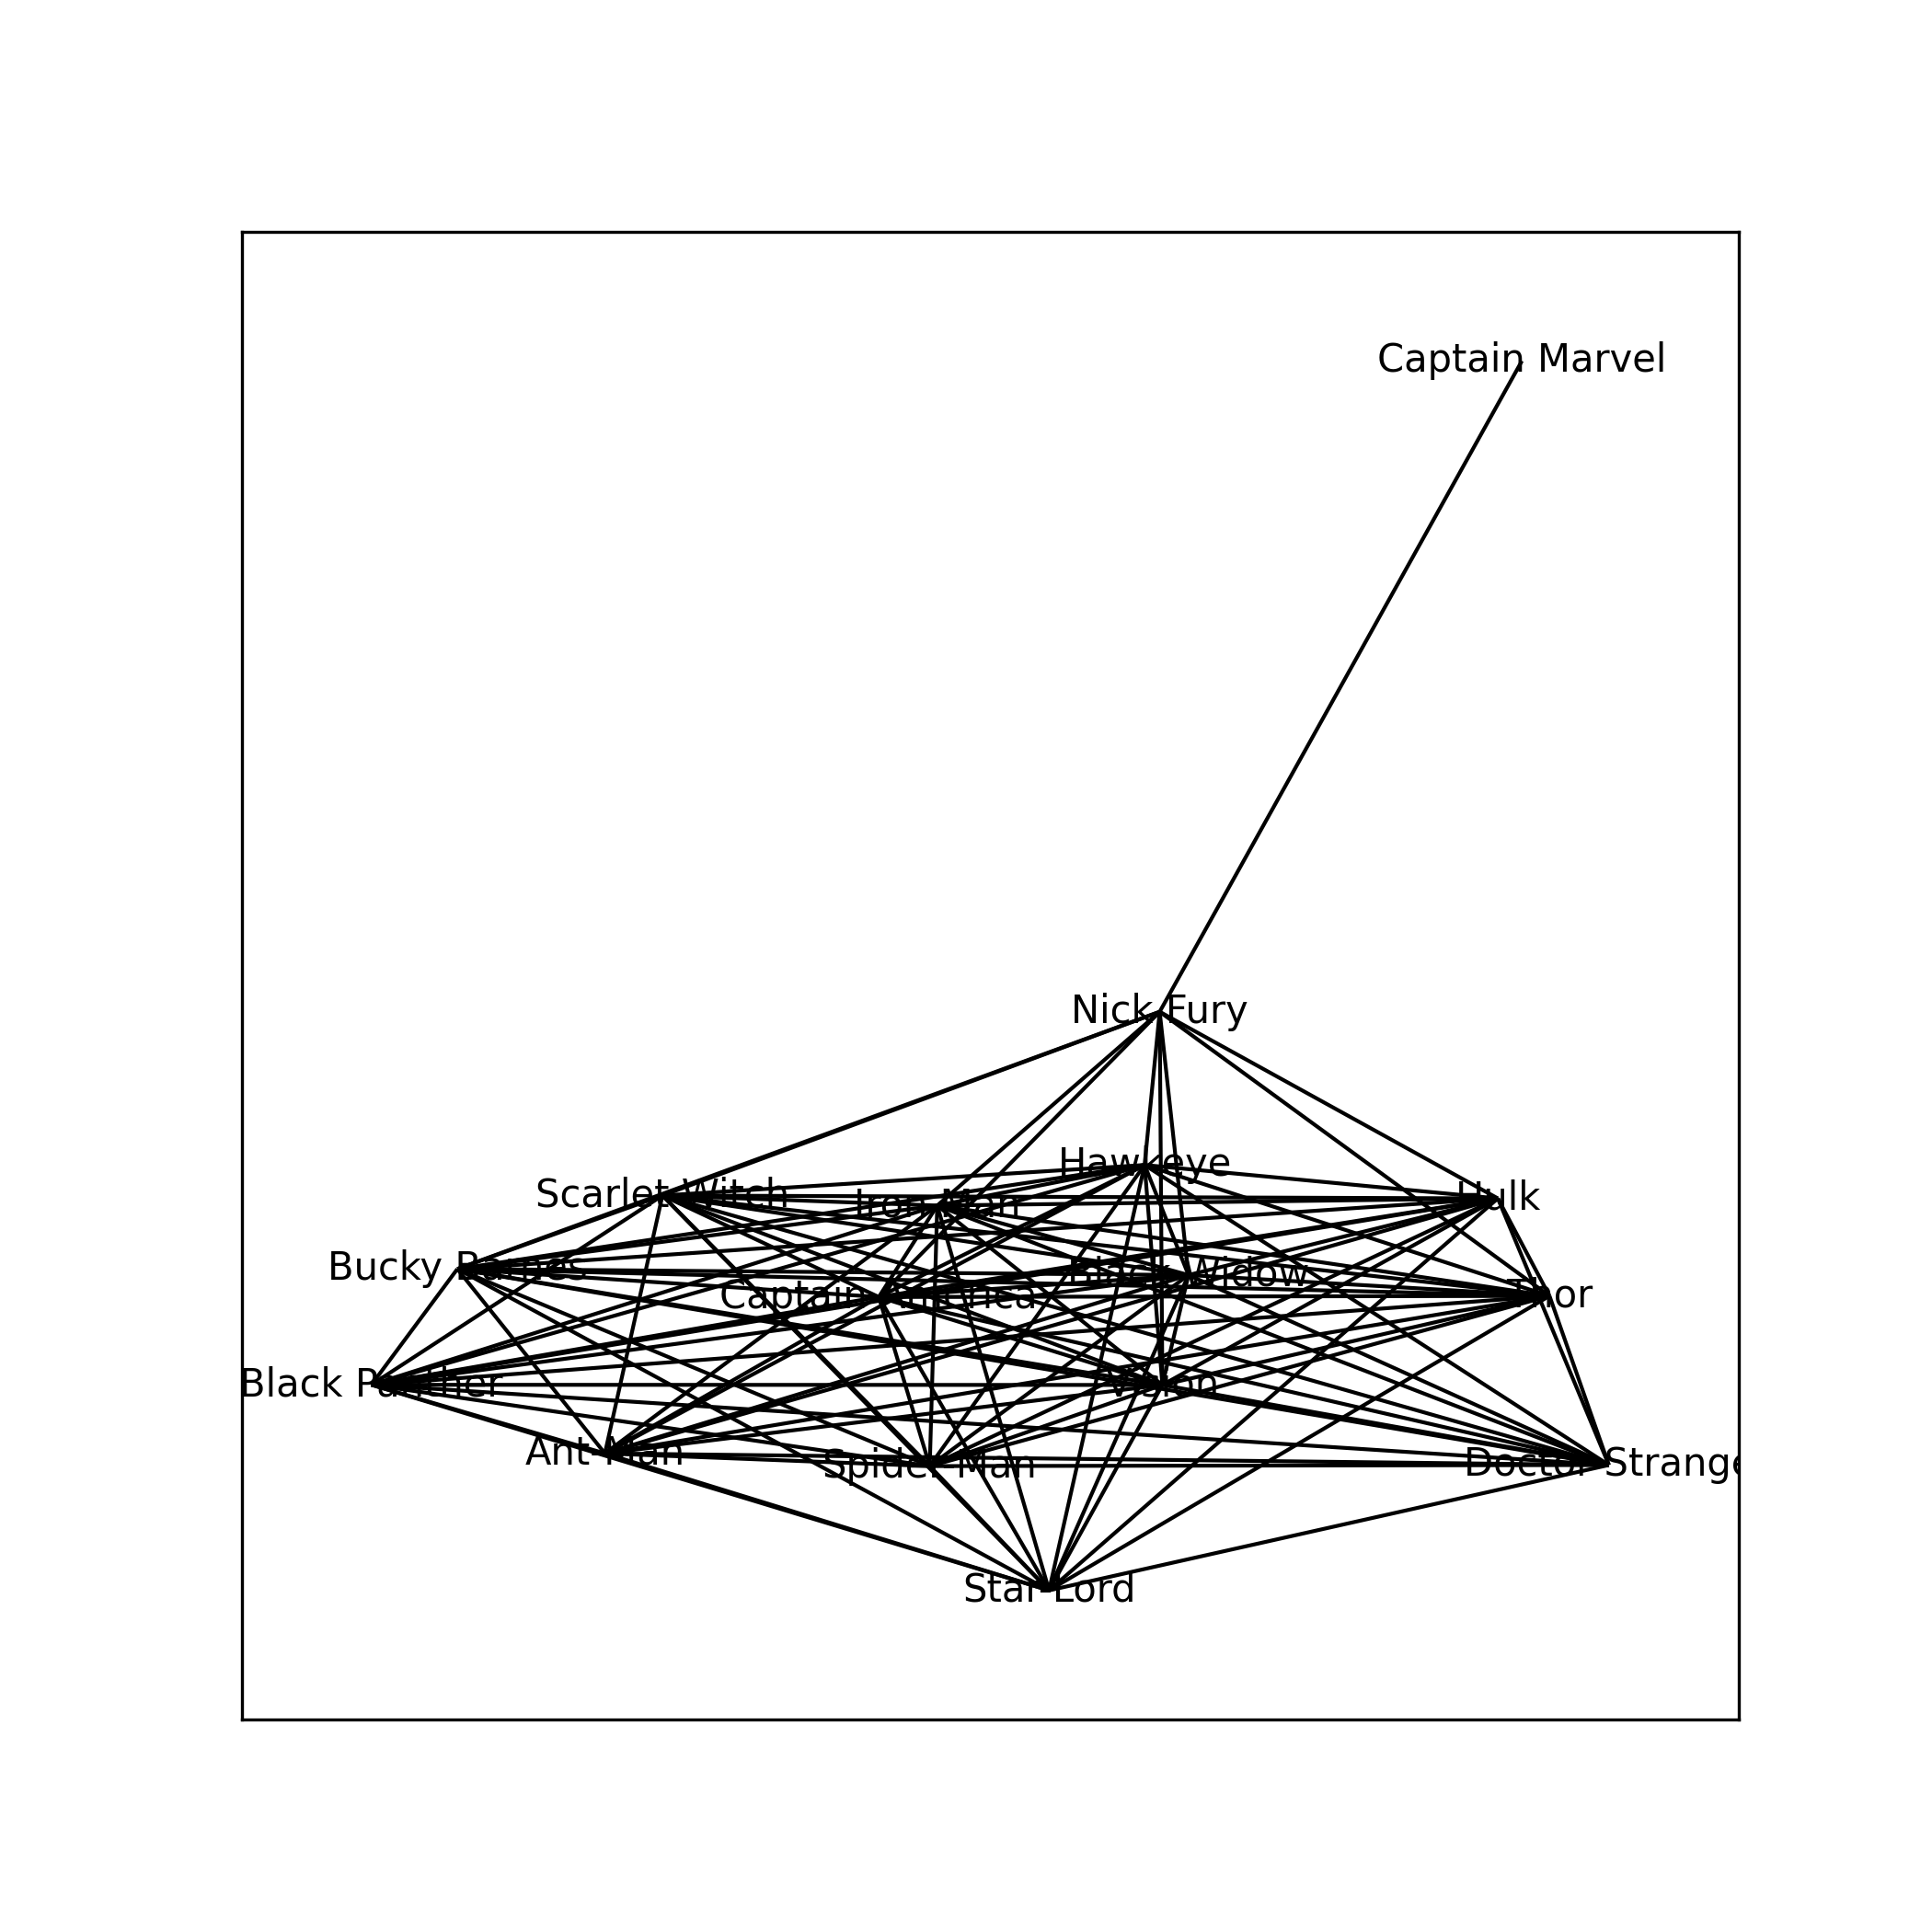 Captain Marvel
Nick Fury
Hawkeye
Scarlet Witch
Iron Man
Hulk
Bucky Barnes
Black Widow
Captain America
Thor
Black Panther
Vision
Ant-Man
Spider-Man
Doctor Strange
Star-Lord